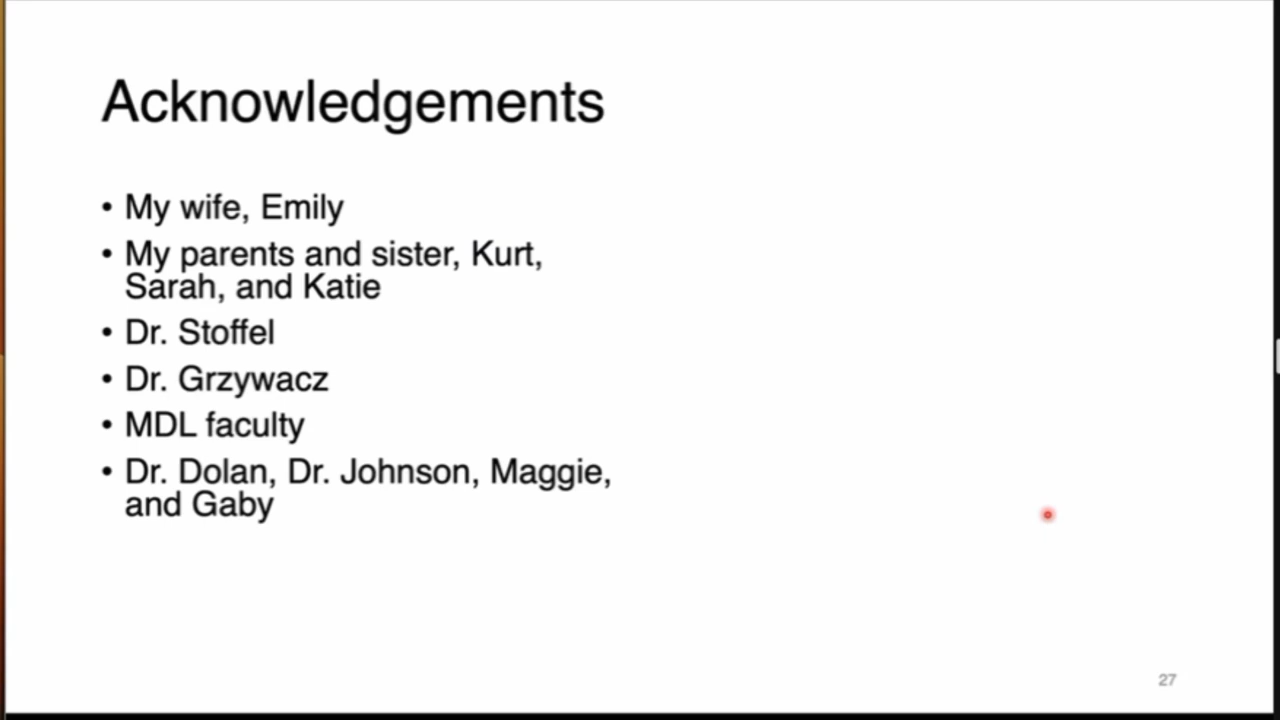 Acknowledgements
• My wife, Emily
• My parents and sister, Kurt,
Sarah, and Katie
• Dr. Stoffel
• Dr. Grzywacz
• MDL faculty
• Dr. Dolan, Dr. Johnson, Maggie,
and Gaby
27